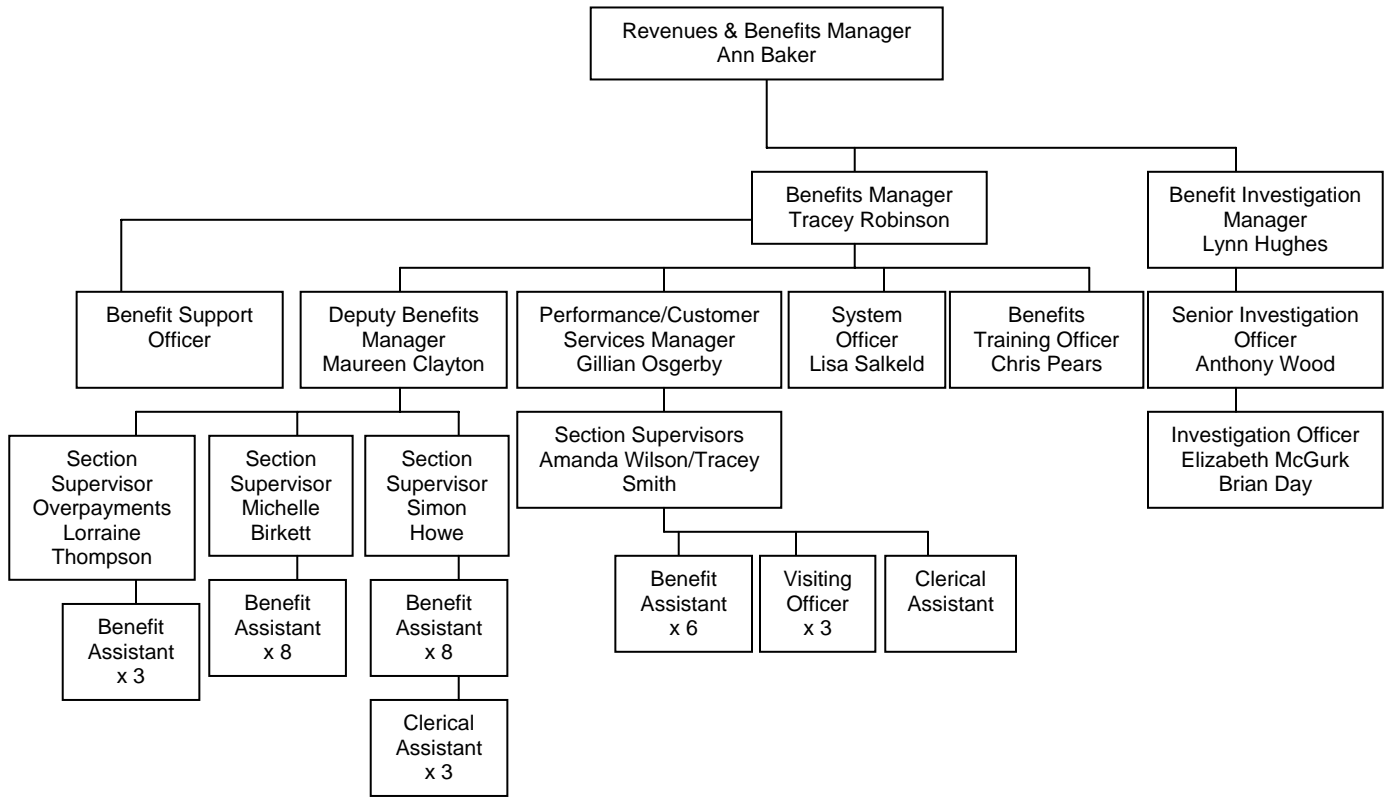 Revenues & Benefits Manager
Ann Baker
Benefits Manager
Tracey Robinson
Benefit Investigation
Manager
Lynn Hughes
Benefit Support
Officer
Deputy Benefits
Manager
Maureen Clayton
Performance/Customer
Services Manager
Gillian Osgerby
System
Officer
Lisa Salkeld
Benefits
Training Officer
Chris Pears
Senior Investigation
Officer
Anthony Wood
Section
Supervisor
Overpayments
Lorraine
Thompson
Section
Supervisor
Michelle
Birkett
Section
Supervisor
Simon
Howe
Section Supervisors
Amanda Wilson/Tracey
Smith
Investigation Officer
Elizabeth McGurk
Brian Day
Benefit
Assistant
x 3
Benefit
Assistant
x 8
Benefit
Assistant
x 8
Benefit
Assistant
x 6
Visiting
Officer
x 3
Clerical
Assistant
Clerical
Assistant
x 3